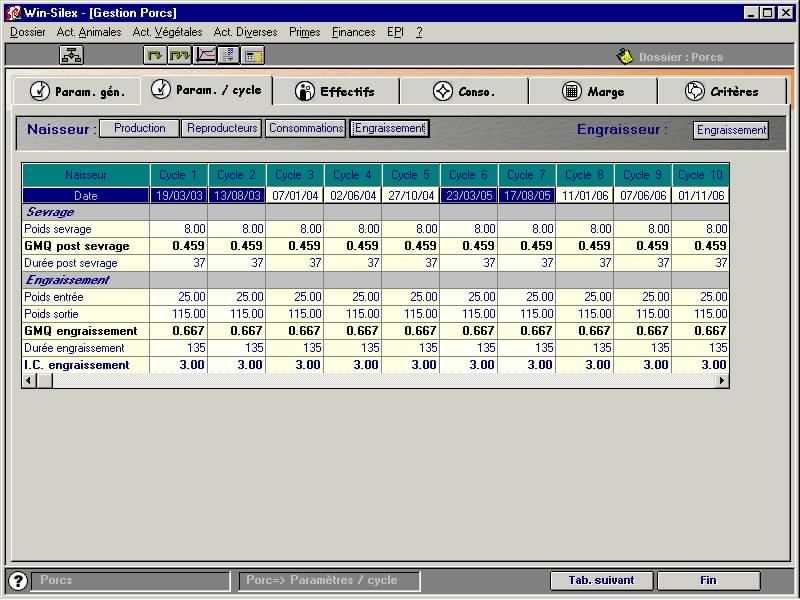 Win-Silex - [Gestion Porcs]
Dossier Act. Animales Act. Végétales Act. Diverses Primes Finances EPI ?
Dossier : Porcs
Param. gén. Param. / cycle Effectifs Conso. Marge Critères
Naisseur : Production Reproducteurs Consommations Engraissement Engraisseur : Engraissement
Naisseur Cycle 1 Cycle 2 Cycle 3 Cycle 4 Cycle 5 Cycle 6 Cycle 7 Cycle 8 Cycle 9 Cycle 10
Date 19/03/03 13/08/03 07/01/04 02/06/04 27/10/04 23/03/05 17/08/05 11/01/06 07/06/06 01/11/06
Sevrage
Poids sevrage 8.00 8.00 8.00 8.00 8.00 8.00 8.00 8.00 8.00 8.00
GMQ post sevrage 0.459 0.459 0.459 0.459 0.459 0.459 0.459 0.459 0.459 0.459
Durée post sevrage 37 37 37 37 37 37 37 37 37 37
Engraissement
Poids entrée 25.00 25.00 25.00 25.00 25.00 25.00 25.00 25.00 25.00 25.00
Poids sortie 115.00 115.00 115.00 115.00 115.00 115.00 115.00 115.00 115.00 115.00
GMQ engraissement 0.667 0.667 0.667 0.667 0.667 0.667 0.667 0.667 0.667 0.667
Durée engraissement 135 135 135 135 135 135 135 135 135 135
I.C. engraissement 3.00 3.00 3.00 3.00 3.00 3.00 3.00 3.00 3.00 3.00
? Porcs Porc=> Paramètres / cycle Tab. suivant Fin